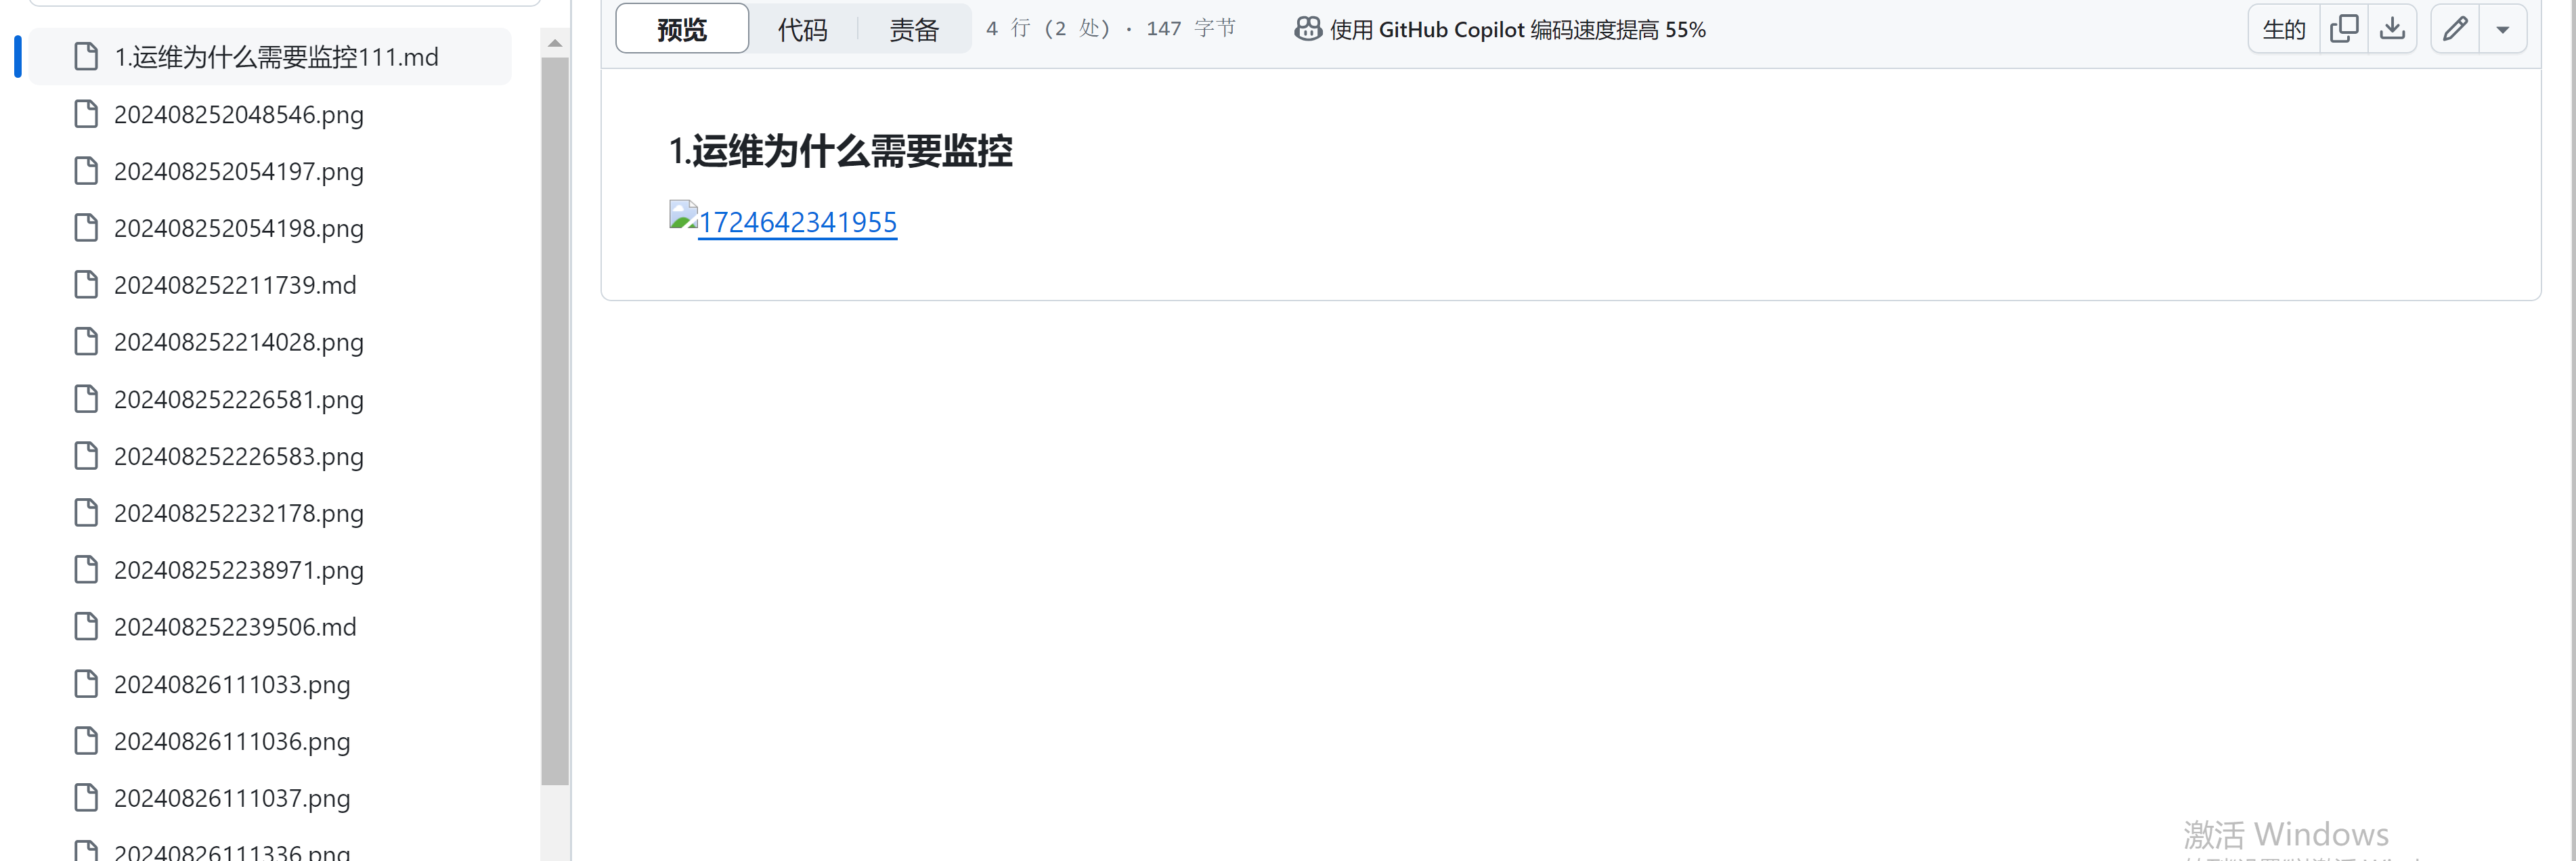 1.运维为什么需要监控111.md
202408252048546.png
202408252054197.png
202408252054198.png
202408252211739.md
202408252214028.png
202408252226581.png
202408252226583.png
202408252232178.png
202408252238971.png
202408252239506.md
20240826111033.png
20240826111036.png
20240826111037.png
20240826111336.png
预览 代码 责备 4 行 (2 处) · 147 字节 使用 GitHub Copilot 编码速度提高 55% 生的
1.运维为什么需要监控
1724642341955
激活 Windows